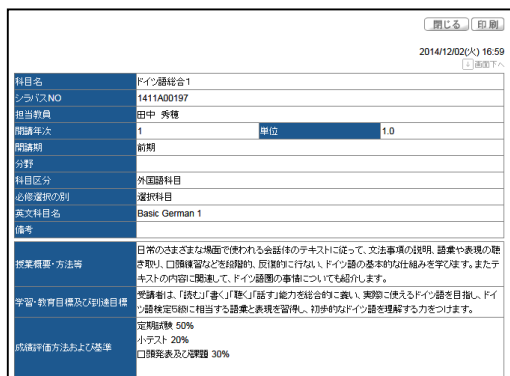 閉じる 印刷
2014/12/02(火) 16:59
↓画面下へ
科目名 ドイツ語総合1
シラバスNO 1411A00197
担当教員 田中 秀穂
開講年次 1 単位 1.0
開講期 前期
分野
科目区分 外国語科目
必修選択の別 選択科目
英文科目名 Basic German 1
備考
授業概要・方法等 日常のさまざまな場面で使われる会話体のテキストに従って、文法事項の説明、語彙や表現の聴
き取り、口頭練習などを段階的、反復的に行ない、ドイツ語の基本的な仕組みを学びます。またテ
キストの内容に関連して、ドイツ語圏の事情についても紹介します。
学習・教育目標及び到達目標 受講者は、「読む」「書く」「聴く」「話す」能力を総合的に養い、実際に使えるドイツ語を目指し、ドイ
ツ語検定5級に相当する語彙と表現を習得し、初歩的なドイツ語を理解する力をつけます。
成績評価方法および基準 定期試験 50%
小テスト 20%
口頭発表及び課題 30%